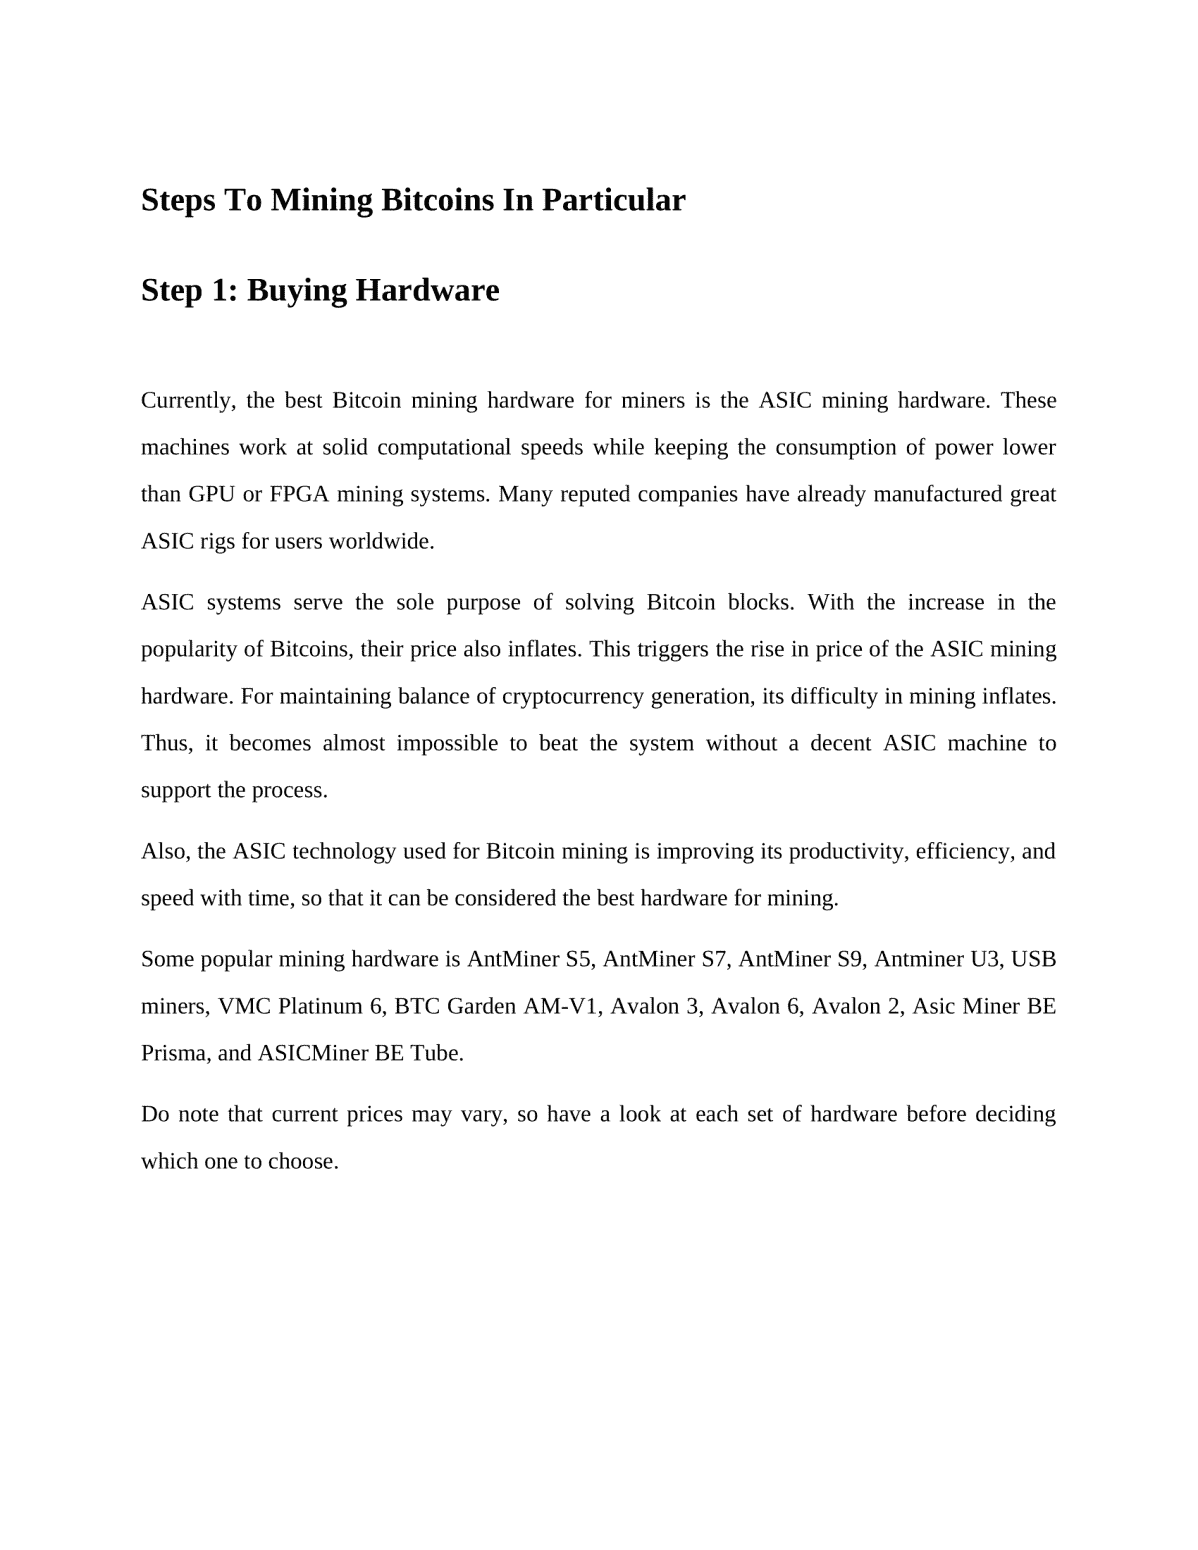 Steps To Mining Bitcoins In Particular
Step 1: Buying Hardware
Currently, the best Bitcoin mining hardware for miners is the ASIC mining hardware. These
machines work at solid computational speeds while keeping the consumption of power lower
than GPU or FPGA mining systems. Many reputed companies have already manufactured great
ASIC rigs for users worldwide.
ASIC systems serve the sole purpose of solving Bitcoin blocks. With the increase in the
popularity of Bitcoins, their price also inflates. This triggers the rise in price of the ASIC mining
hardware. For maintaining balance of cryptocurrency generation, its difficulty in mining inflates.
Thus, it becomes almost impossible to beat the system without a decent ASIC machine to
support the process.
Also, the ASIC technology used for Bitcoin mining is improving its productivity, efficiency, and
speed with time, so that it can be considered the best hardware for mining.
Some popular mining hardware is AntMiner S5, AntMiner S7, AntMiner S9, Antminer U3, USB
miners, VMC Platinum 6, BTC Garden AM-V1, Avalon 3, Avalon 6, Avalon 2, Asic Miner BE
Prisma, and ASICMiner BE Tube.
Do note that current prices may vary, so have a look at each set of hardware before deciding
which one to choose.